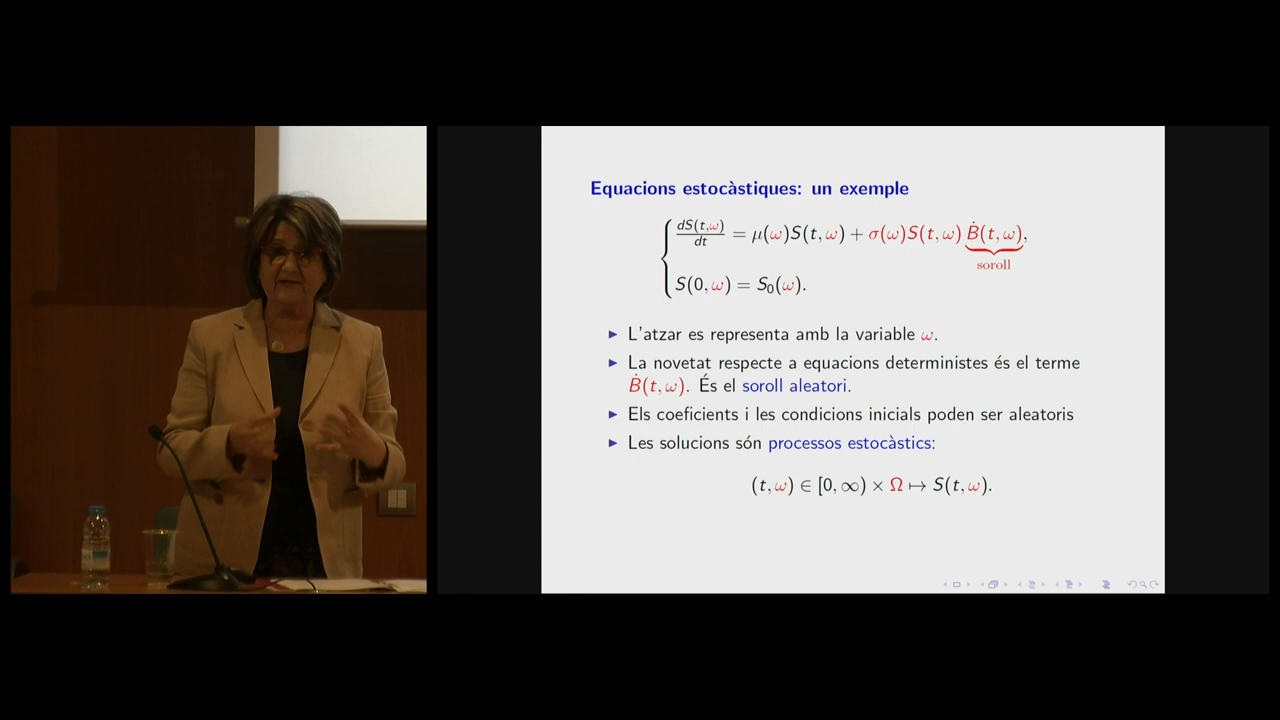 Equacions estocàstiques: un exemple
dS(t,ω)/dt = μ(ω)S(t, ω) + σ(ω)S(t, ω) Ḃ(t, ω),
soroll
S(0, ω) = S₀(ω).
► L'atzar es representa amb la variable ω.
► La novetat respecte a equacions deterministes és el terme
Ḃ(t, ω). És el soroll aleatori.
► Els coeficients i les condicions inicials poden ser aleatoris
► Les solucions són processos estocàstics:
(t, ω) ∈ [0, ∞) × Ω ↦ S(t, ω).